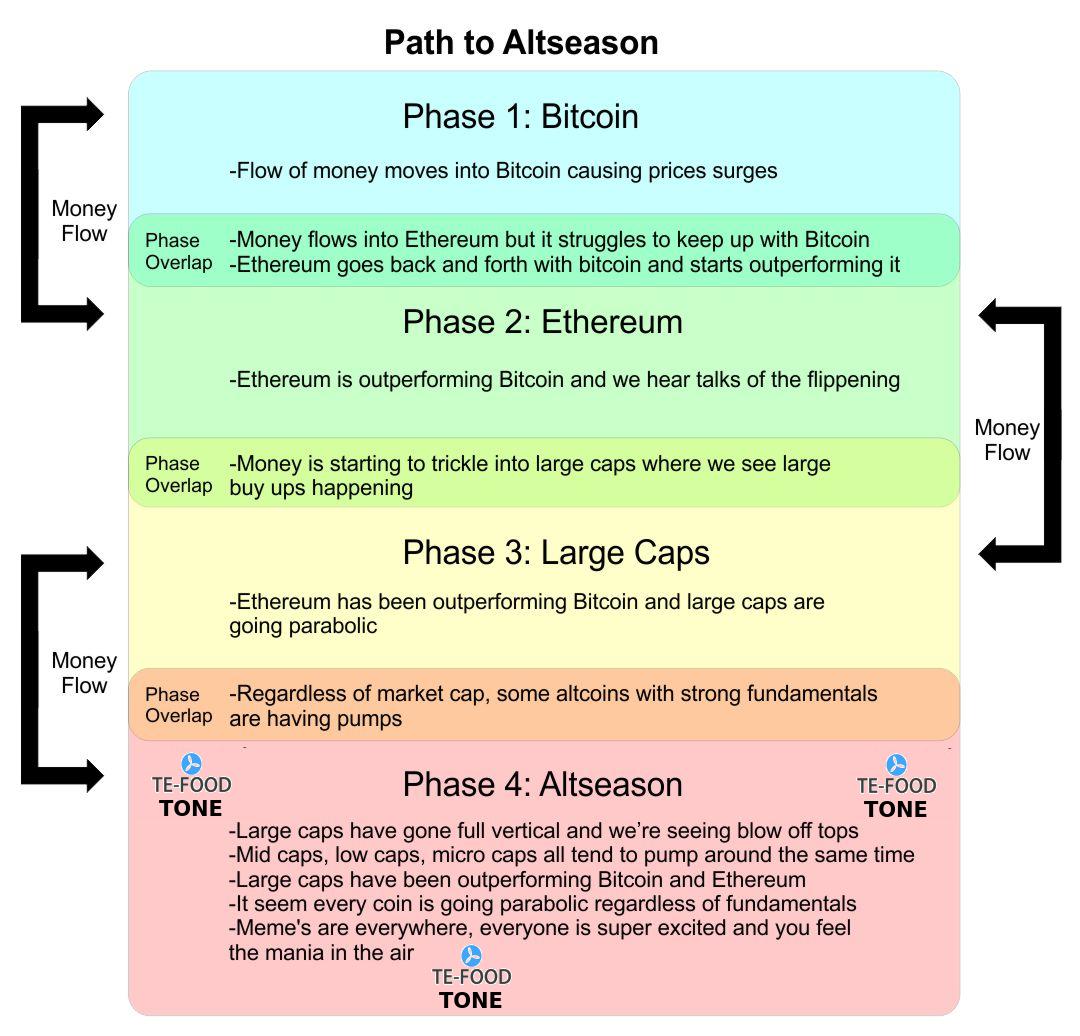 Path to Altseason
Phase 1: Bitcoin
-Flow of money moves into Bitcoin causing prices surges
Money
Flow
Phase
Overlap
-Money flows into Ethereum but it struggles to keep up with Bitcoin
-Ethereum goes back and forth with bitcoin and starts outperforming it
Phase 2: Ethereum
-Ethereum is outperforming Bitcoin and we hear talks of the flippening
Money
Flow
Phase
Overlap
-Money is starting to trickle into large caps where we see large
buy ups happening
Phase 3: Large Caps
-Ethereum has been outperforming Bitcoin and large caps are
going parabolic
Money
Flow
Phase
Overlap
-Regardless of market cap, some altcoins with strong fundamentals
are having pumps
TE-FOOD
TONE
Phase 4: Altseason
TE-FOOD
TONE
-Large caps have gone full vertical and we’re seeing blow off tops
-Mid caps, low caps, micro caps all tend to pump around the same time
-Large caps have been outperforming Bitcoin and Ethereum
-It seem every coin is going parabolic regardless of fundamentals
-Meme's are everywhere, everyone is super excited and you feel
the mania in the air
TE-FOOD
TONE